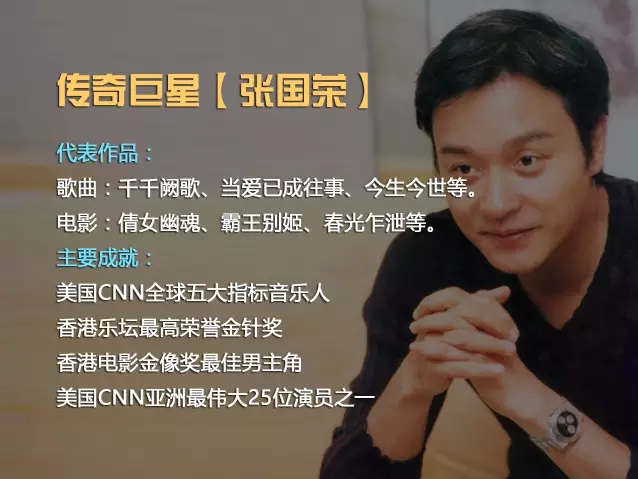 传奇巨星【张国荣】
代表作品：
歌曲：千千阙歌、当爱已成往事、今生今世等。
电影：倩女幽魂、霸王别姬、春光乍泄等。
主要成就：
美国CNN全球五大指标音乐人
香港乐坛最高荣誉金针奖
香港电影金像奖最佳男主角
美国CNN亚洲最伟大25位演员之一